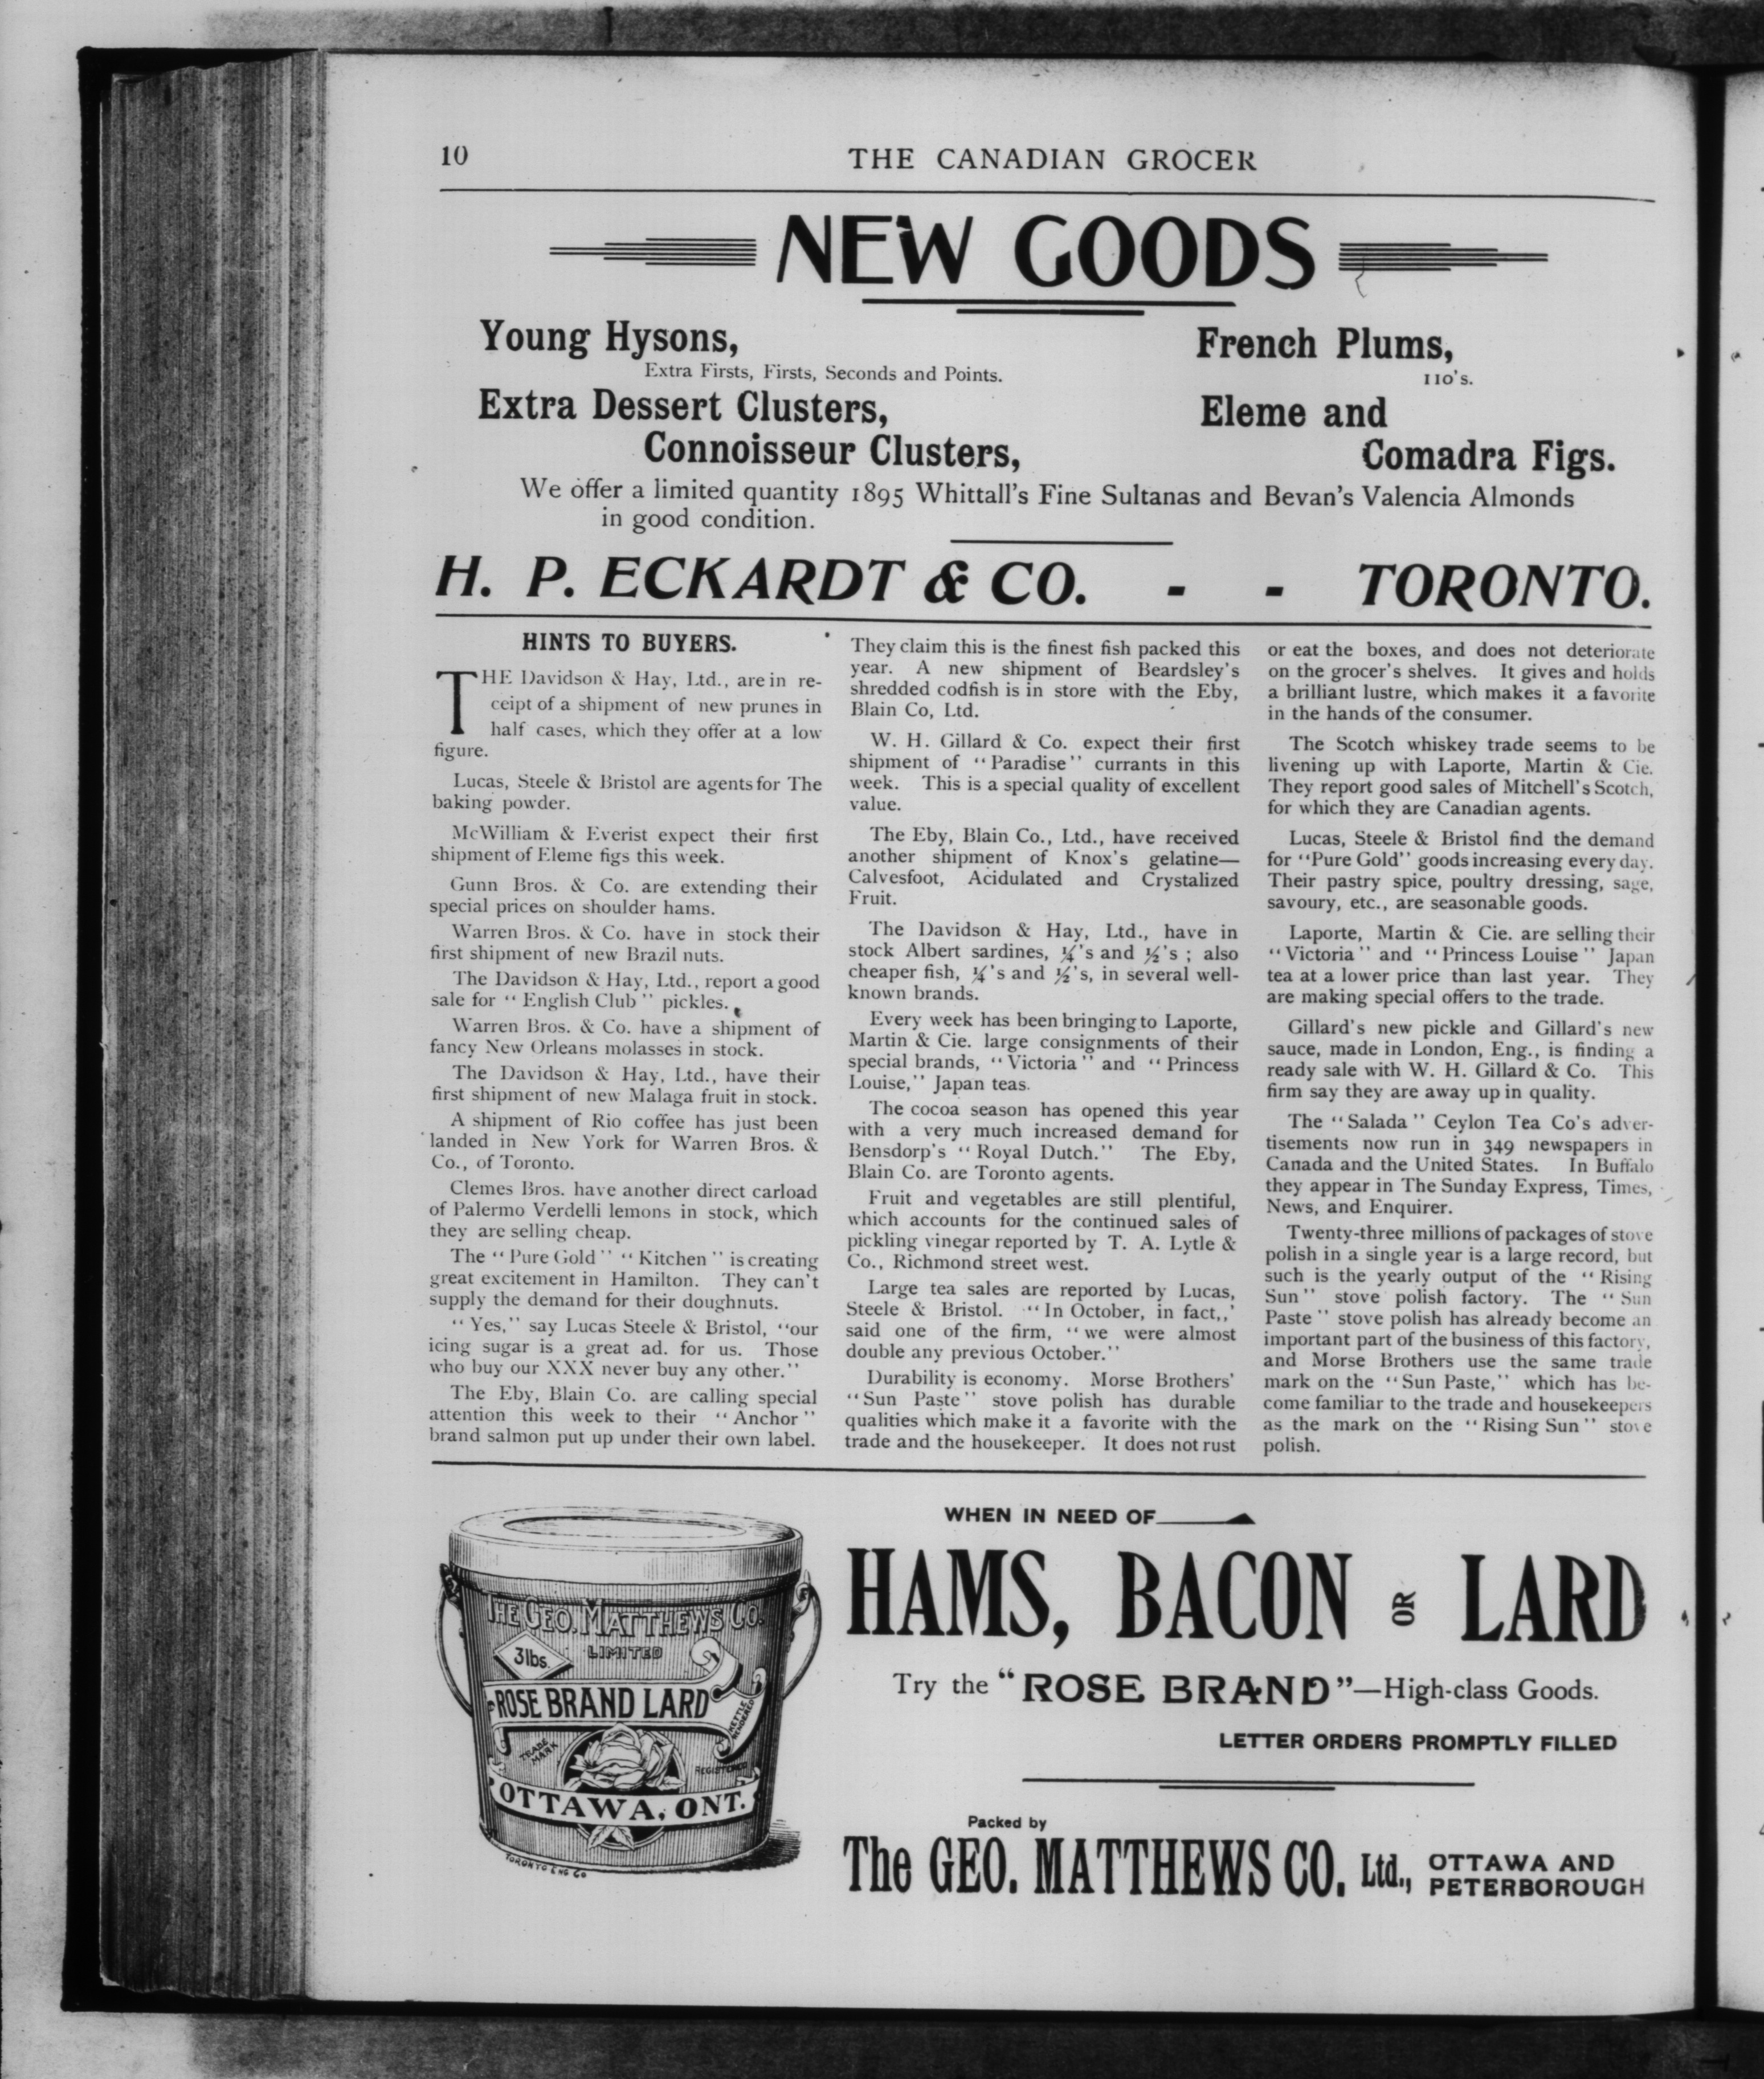 10
THE CANADIAN GROCER
NEW GOODS
Young Hysons,
Extra Firsts, Firsts, Seconds and Points.
Extra Dessert Clusters,
Connoisseur Clusters,
French Plums,
110's.
Eleme and
Comadra Figs.
We offer a limited quantity 1895 Whittall's Fine Sultanas and Bevan's Valencia Almonds
in good condition.
H. P. ECKARDT & CO. - - TORONTO.
HINTS TO BUYERS.
THE Davidson & Hay, Ltd., are in re-
ceipt of a shipment of new prunes in
half cases, which they offer at a low
figure.
Lucas, Steele & Bristol are agents for The
baking powder.
McWilliam & Everist expect their first
shipment of Eleme figs this week.
Gunn Bros. & Co. are extending their
special prices on shoulder hams.
Warren Bros. & Co. have in stock their
first shipment of new Brazil nuts.
The Davidson & Hay, Ltd., report a good
sale for "English Club" pickles.
Warren Bros. & Co. have a shipment of
fancy New Orleans molasses in stock.
The Davidson & Hay, Ltd., have their
first shipment of new Malaga fruit in stock.
A shipment of Rio coffee has just been
landed in New York for Warren Bros. &
Co., of Toronto.
Clemes Bros. have another direct carload
of Palermo Verdelli lemons in stock, which
they are selling cheap.
The "Pure Gold" "Kitchen" is creating
great excitement in Hamilton. They can't
supply the demand for their doughnuts.
"Yes," say Lucas Steele & Bristol, "our
icing sugar is a great ad. for us. Those
who buy our XXX never buy any other."
The Eby, Blain Co. are calling special
attention this week to their "Anchor"
brand salmon put up under their own label.
They claim this is the finest fish packed this
year. A new shipment of Beardsley's
shredded codfish is in store with the Eby,
Blain Co, Ltd.
W. H. Gillard & Co. expect their first
shipment of "Paradise" currants in this
week. This is a special quality of excellent
value.
The Eby, Blain Co., Ltd., have received
another shipment of Knox's gelatine—
Calvesfoot, Acidulated and Crystalized
Fruit.
The Davidson & Hay, Ltd., have in
stock Albert sardines, ¼'s and ½'s ; also
cheaper fish, ¼'s and ½'s, in several well-
known brands.
Every week has been bringing to Laporte,
Martin & Cie. large consignments of their
special brands, "Victoria" and "Princess
Louise," Japan teas.
The cocoa season has opened this year
with a very much increased demand for
Bensdorp's "Royal Dutch." The Eby,
Blain Co. are Toronto agents.
Fruit and vegetables are still plentiful,
which accounts for the continued sales of
pickling vinegar reported by T. A. Lytle &
Co., Richmond street west.
Large tea sales are reported by Lucas,
Steele & Bristol. "In October, in fact,,'
said one of the firm, "we were almost
double any previous October."
Durability is economy. Morse Brothers'
"Sun Paste" stove polish has durable
qualities which make it a favorite with the
trade and the housekeeper. It does not rust
or eat the boxes, and does not deteriorate
on the grocer's shelves. It gives and holds
a brilliant lustre, which makes it a favorite
in the hands of the consumer.
The Scotch whiskey trade seems to be
livening up with Laporte, Martin & Cie.
They report good sales of Mitchell's Scotch,
for which they are Canadian agents.
Lucas, Steele & Bristol find the demand
for "Pure Gold" goods increasing every day.
Their pastry spice, poultry dressing, sage,
savoury, etc., are seasonable goods.
Laporte, Martin & Cie. are selling their
"Victoria" and "Princess Louise" Japan
tea at a lower price than last year. They
are making special offers to the trade.
Gillard's new pickle and Gillard's new
sauce, made in London, Eng., is finding a
ready sale with W. H. Gillard & Co. This
firm say they are away up in quality.
The "Salada" Ceylon Tea Co's adver-
tisements now run in 349 newspapers in
Canada and the United States. In Buffalo
they appear in The Sunday Express, Times,
News, and Enquirer.
Twenty-three millions of packages of stove
polish in a single year is a large record, but
such is the yearly output of the "Rising
Sun" stove polish factory. The "Sun
Paste" stove polish has already become an
important part of the business of this factory,
and Morse Brothers use the same trade
mark on the "Sun Paste," which has be-
come familiar to the trade and housekeepers
as the mark on the "Rising Sun" stove
polish.
THE GEO. MATTHEWS CO.
LIMITED
3lbs.
ROSE BRAND LARD
KETTLE RENDERED
TRADE MARK
REGISTERED
OTTAWA, ONT.
TORONTO ENG CO
WHEN IN NEED OF
HAMS, BACON OR LARD
Try the "ROSE BRAND"—High-class Goods.
LETTER ORDERS PROMPTLY FILLED
Packed by
The GEO. MATTHEWS CO. Ltd., OTTAWA AND
PETERBOROUGH